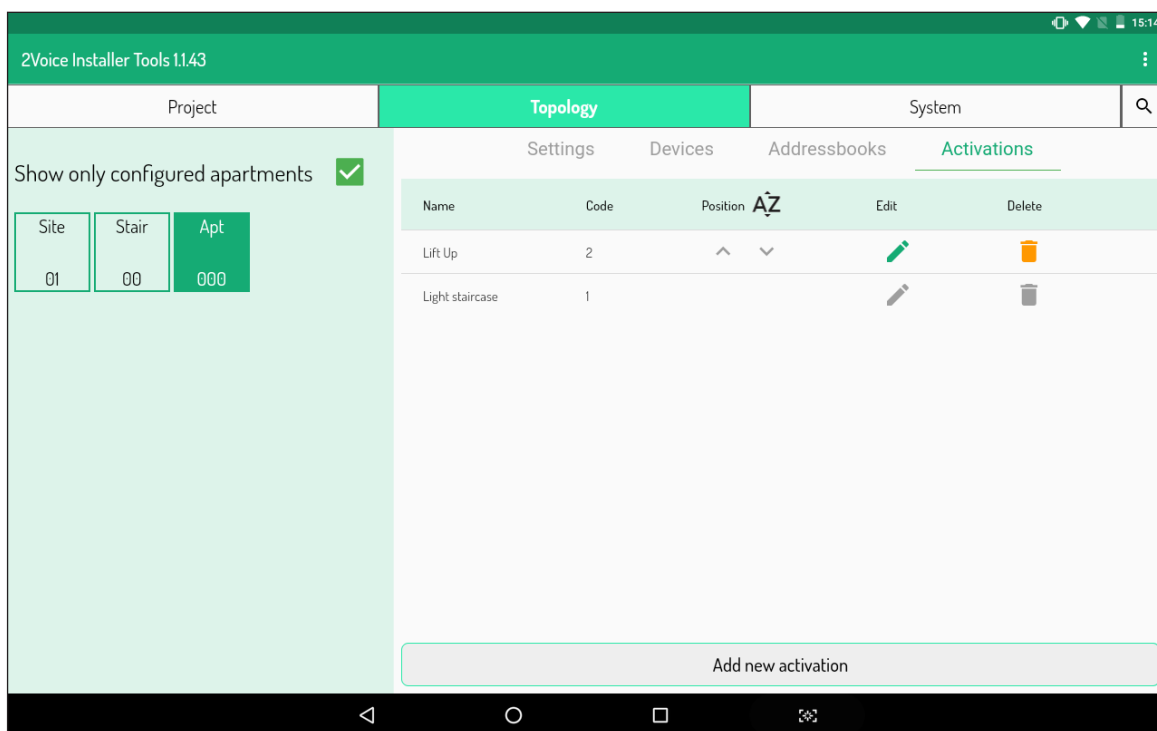 15:14
2Voice Installer Tools 1.1.43
Project Topology System
Settings Devices Addressbooks Activations
Show only configured apartments
Name Code Position AZ Edit Delete
Site Stair Apt
01 00 000
Lift Up 2
Light staircase 1
Add new activation